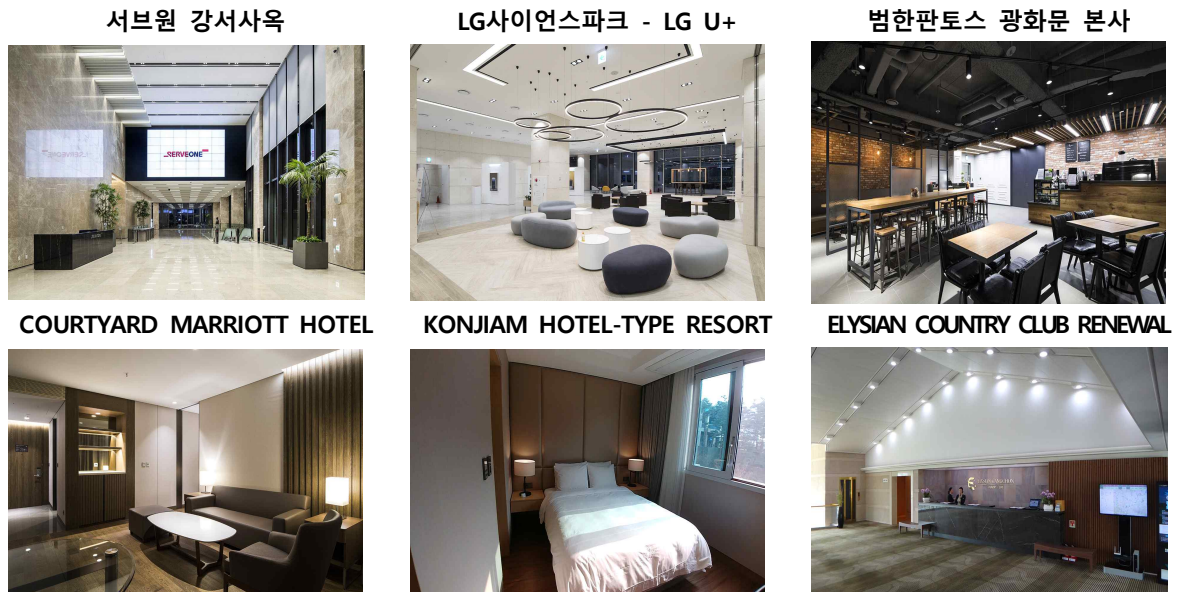 서브원 강서사옥
LG사이언스파크 - LG U+
범한판토스 광화문 본사
SERVEONE
COURTYARD MARRIOTT HOTEL
KONJIAM HOTEL-TYPE RESORT
ELYSIAN COUNTRY CLUB RENEWAL